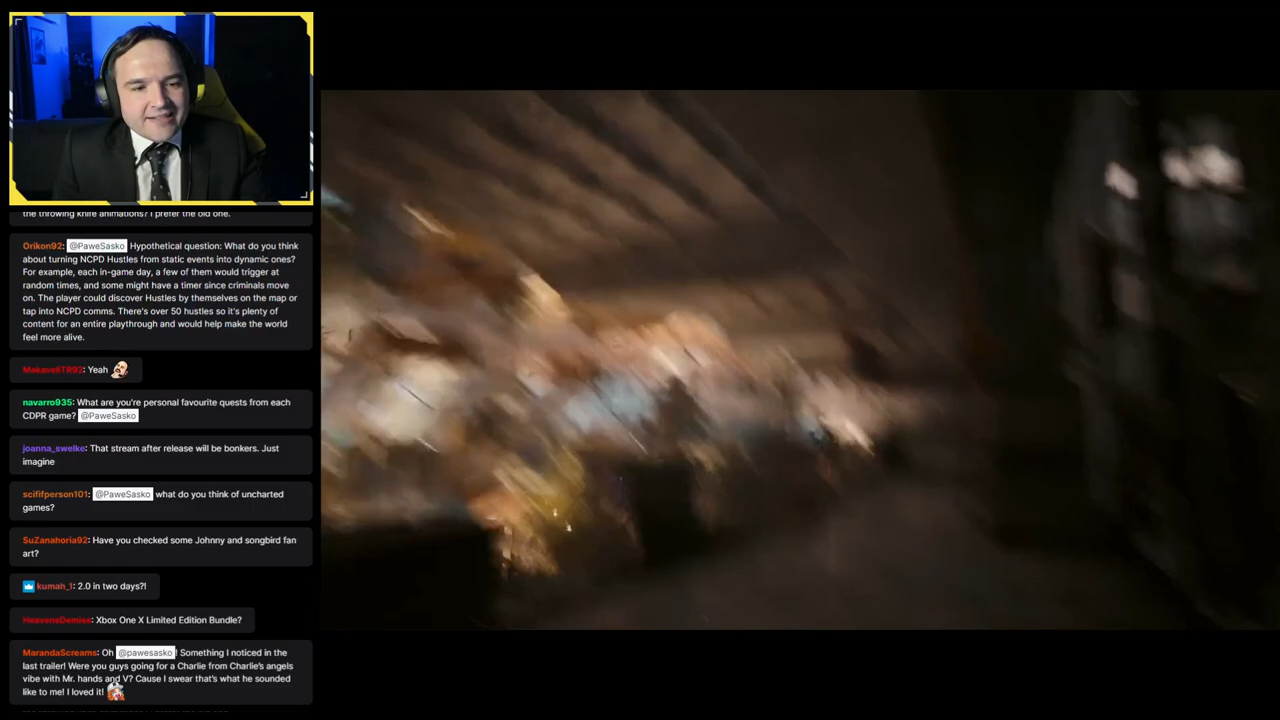 the throwing knife animations? I prefer the old one.
Orikon92: @PaweSasko Hypothetical question: What do you think
about turning NCPD Hustles from static events into dynamic ones?
For example, each in-game day, a few of them would trigger at
random times, and some might have a timer since criminals move
on. The player could discover Hustles by themselves on the map or
tap into NCPD comms. There's over 50 hustles so it's plenty of
content for an entire playthrough and would help make the world
feel more alive.
MakaveliTR92: Yeah
navarro935: What are you're personal favourite quests from each
CDPR game? @PaweSasko
joanna_swelke: That stream after release will be bonkers. Just
imagine
scififperson101: @PaweSasko what do you think of uncharted
games?
SuZanahoria92: Have you checked some Johnny and songbird fan
art?
kumah_1: 2.0 in two days?!
HeavensDemise: Xbox One X Limited Edition Bundle?
MarandaScreams: Oh @pawesasko! Something I noticed in the
last trailer! Were you guys going for a Charlie from Charlie's angels
vibe with Mr. hands and V? Cause I swear that's what he sounded
like to me! I loved it!